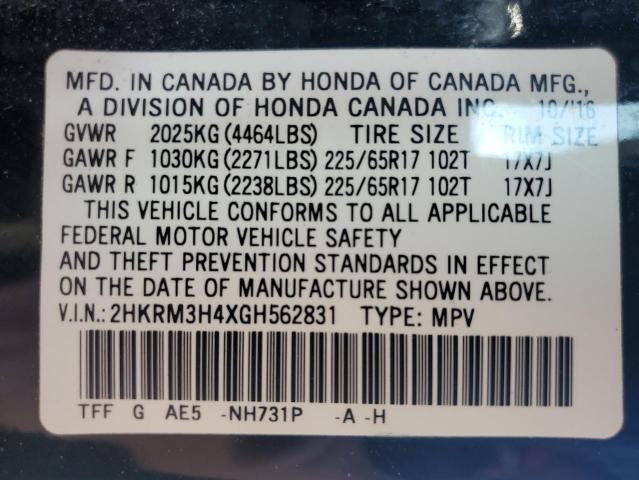 MFD. IN CANADA BY HONDA OF CANADA MFG.,
A DIVISION OF HONDA CANADA INC. 10/'16
GVWR 2025KG (4464LBS) TIRE SIZE RIM SIZE
GAWR F 1030KG (2271LBS) 225/65R17 102T 17X7J
GAWR R 1015KG (2238LBS) 225/65R17 102T 17X7J
THIS VEHICLE CONFORMS TO ALL APPLICABLE
FEDERAL MOTOR VEHICLE SAFETY
AND THEFT PREVENTION STANDARDS IN EFFECT
ON THE DATE OF MANUFACTURE SHOWN ABOVE.
V.I.N.: 2HKRM3H4XGH562831 TYPE: MPV
TFF G AE5 -NH731P -A -H